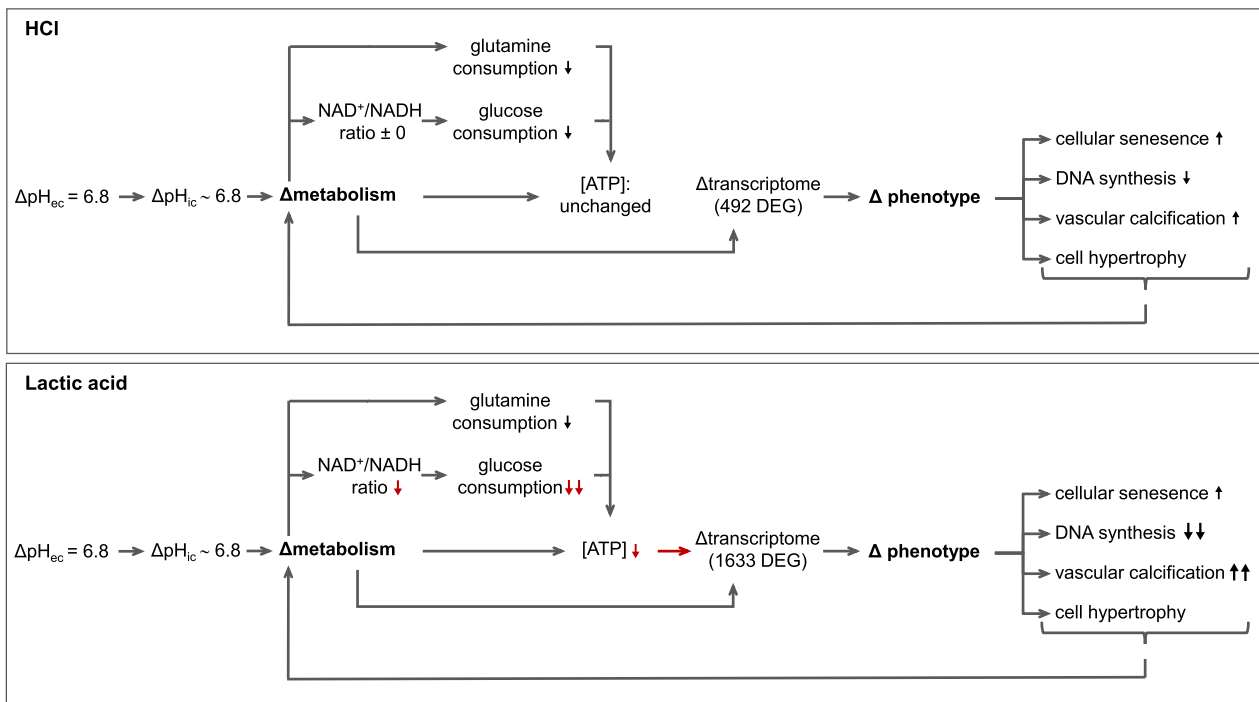 HCl
glutamine
consumption ↓
NAD⁺/NADH
ratio ± 0
glucose
consumption ↓
ΔpHec = 6.8
ΔpHic ~ 6.8
Δmetabolism
[ATP]:
unchanged
Δtranscriptome
(492 DEG)
Δ phenotype
cellular senesence ↑
DNA synthesis ↓
vascular calcification ↑
cell hypertrophy
Lactic acid
glutamine
consumption ↓
NAD⁺/NADH
ratio ↓
glucose
consumption ↓↓
ΔpHec = 6.8
ΔpHic ~ 6.8
Δmetabolism
[ATP] ↓
Δtranscriptome
(1633 DEG)
Δ phenotype
cellular senesence ↑
DNA synthesis ↓↓
vascular calcification ↑↑
cell hypertrophy